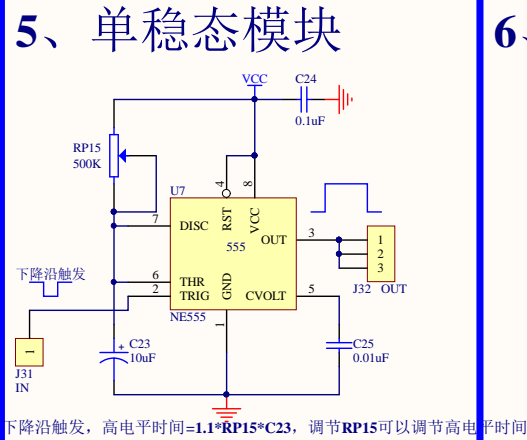 5、单稳态模块
6、
VCC
C24
0.1uF
RP15
500K
U7
4
8
7
DISC
RST
VCC
555
OUT
3
1
2
3
J32 OUT
下降沿触发
6
THR
2
TRIG
GND
CVOLT
5
NE555
1
1
J31
IN
+
C23
10uF
C25
0.01uF
下降沿触发，高电平时间=1.1*RP15*C23，调节RP15可以调节高电平时间